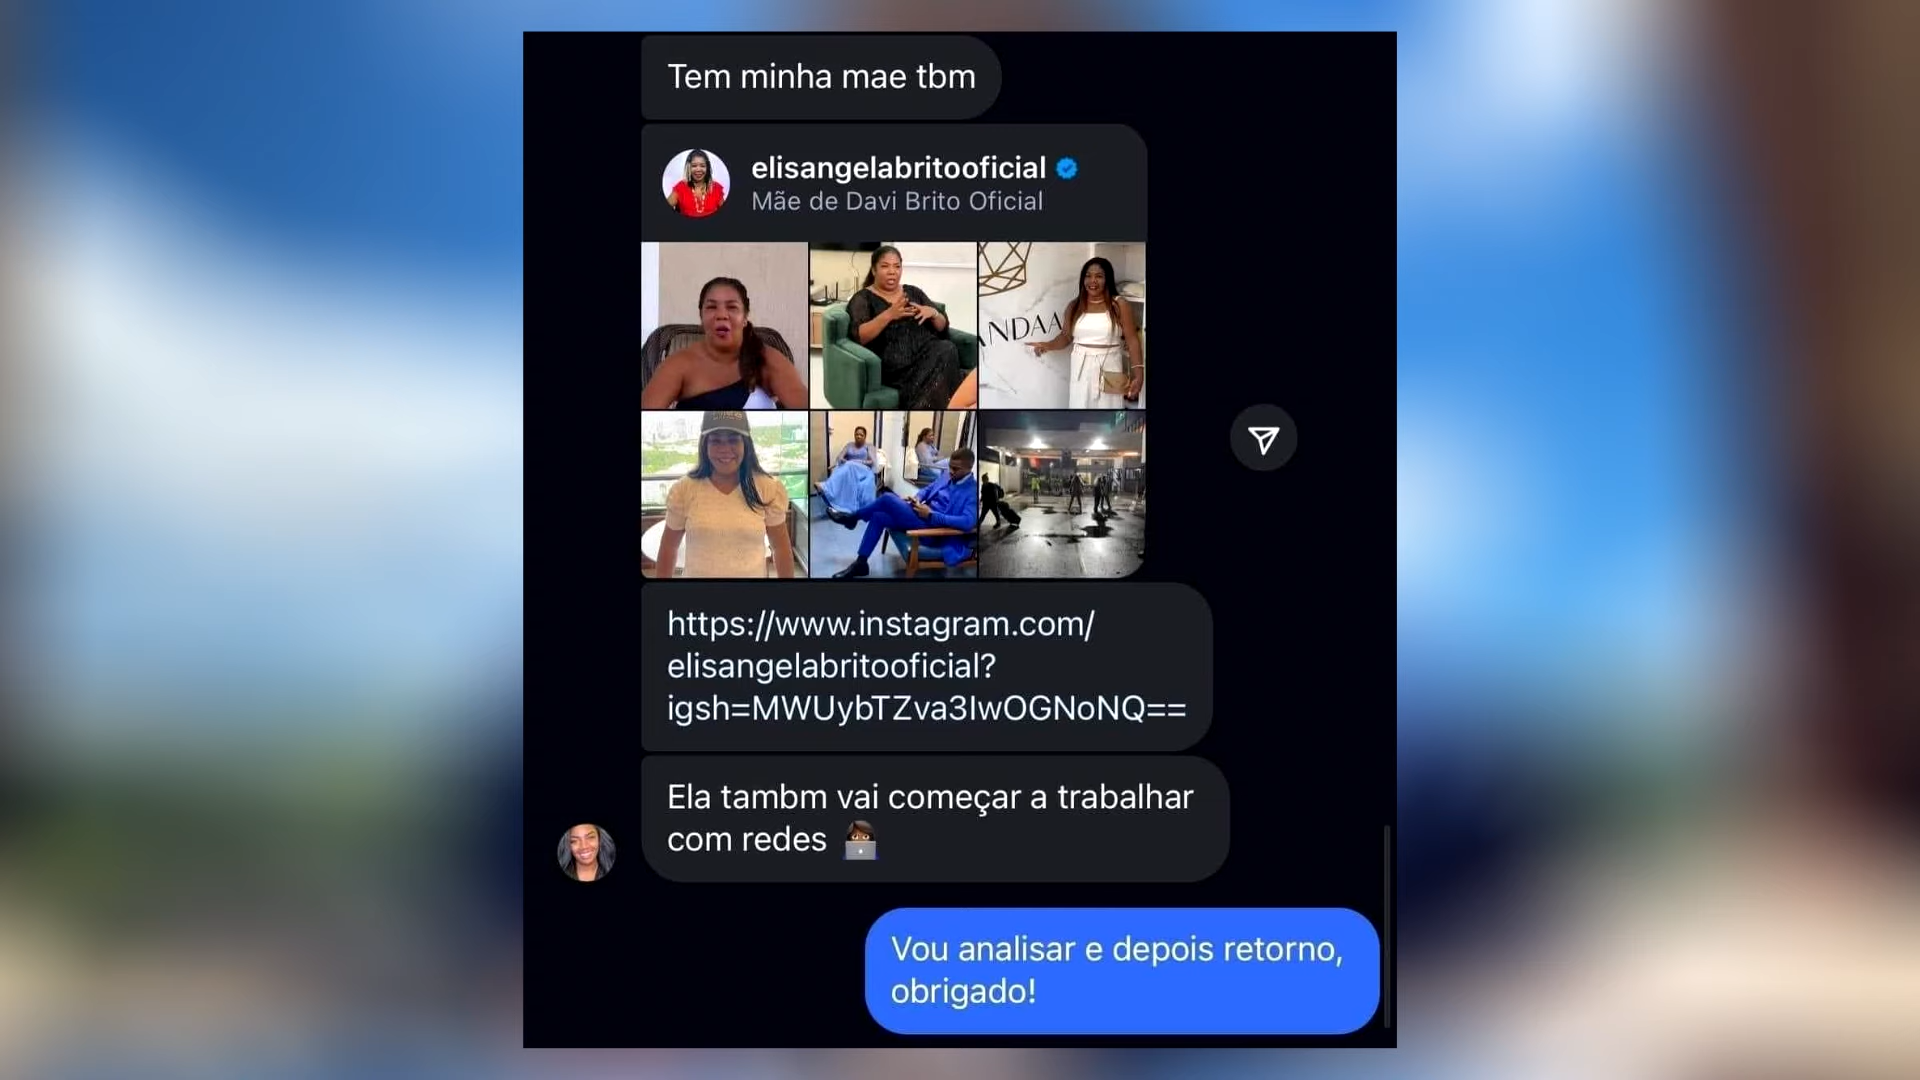 Tem minha mae tbm
elisangelabritooficial
Mãe de Davi Brito Oficial
NDAA
https://www.instagram.com/
elisangelabritooficial?
igsh=MWUybTZva3IwOGNoNQ==
Ela tambm vai começar a trabalhar
com redes
Vou analisar e depois retorno,
obrigado!